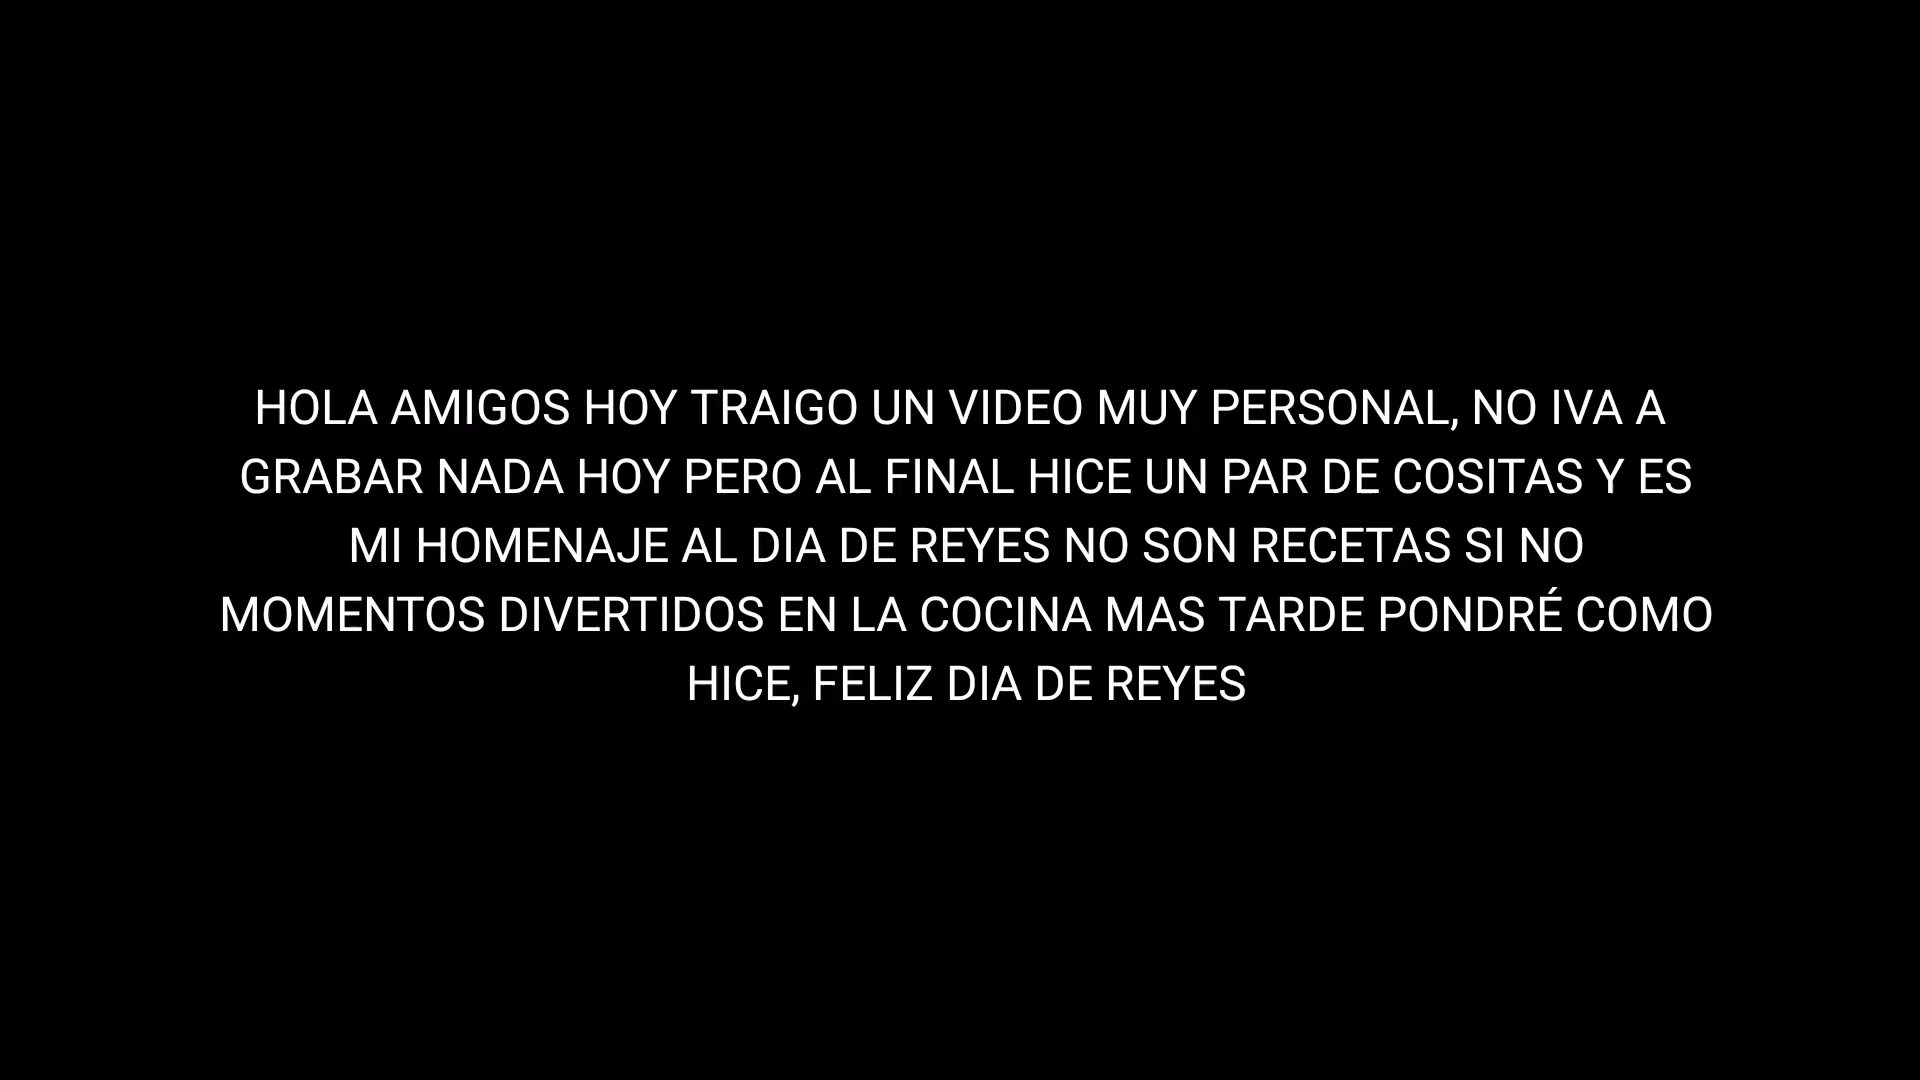 HOLA AMIGOS HOY TRAIGO UN VIDEO MUY PERSONAL, NO IVA A
GRABAR NADA HOY PERO AL FINAL HICE UN PAR DE COSITAS Y ES
MI HOMENAJE AL DIA DE REYES NO SON RECETAS SI NO
MOMENTOS DIVERTIDOS EN LA COCINA MAS TARDE PONDRÉ COMO
HICE, FELIZ DIA DE REYES